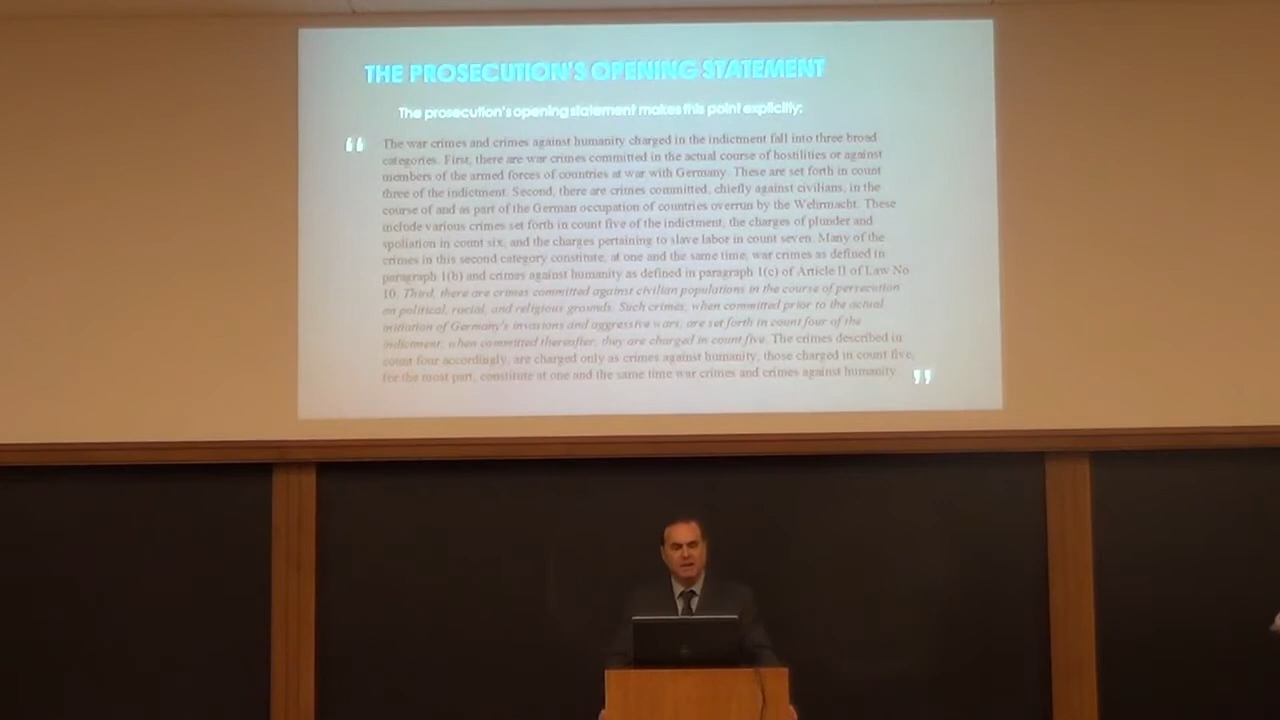 THE PROSECUTION'S OPENING STATEMENT
The prosecution's opening statement makes this point explicitly:
“ The war crimes and crimes against humanity charged in the indictment fall into three broad
categories. First, there are war crimes committed in the actual course of hostilities or against
members of the armed forces of countries at war with Germany. These are set forth in count
three of the indictment. Second, there are crimes committed, chiefly against civilians, in the
course of and as part of the German occupation of countries overrun by the Wehrmacht. These
include various crimes set forth in count five of the indictment, the charges of plunder and
spoliation in count six, and the charges pertaining to slave labor in count seven. Many of the
crimes in this second category constitute, at one and the same time, war crimes as defined in
paragraph 1(b) and crimes against humanity as defined in paragraph 1(c) of Article II of Law No
10. Third, there are crimes committed against civilian populations in the course of persecution
on political, racial, and religious grounds. Such crimes, when committed prior to the actual
initiation of Germany's invasions and aggressive wars, are set forth in count four of the
indictment; when committed thereafter, they are charged in count five. The crimes described in
count four accordingly, are charged only as crimes against humanity, those charged in count five,
for the most part, constitute at one and the same time war crimes and crimes against humanity. ”